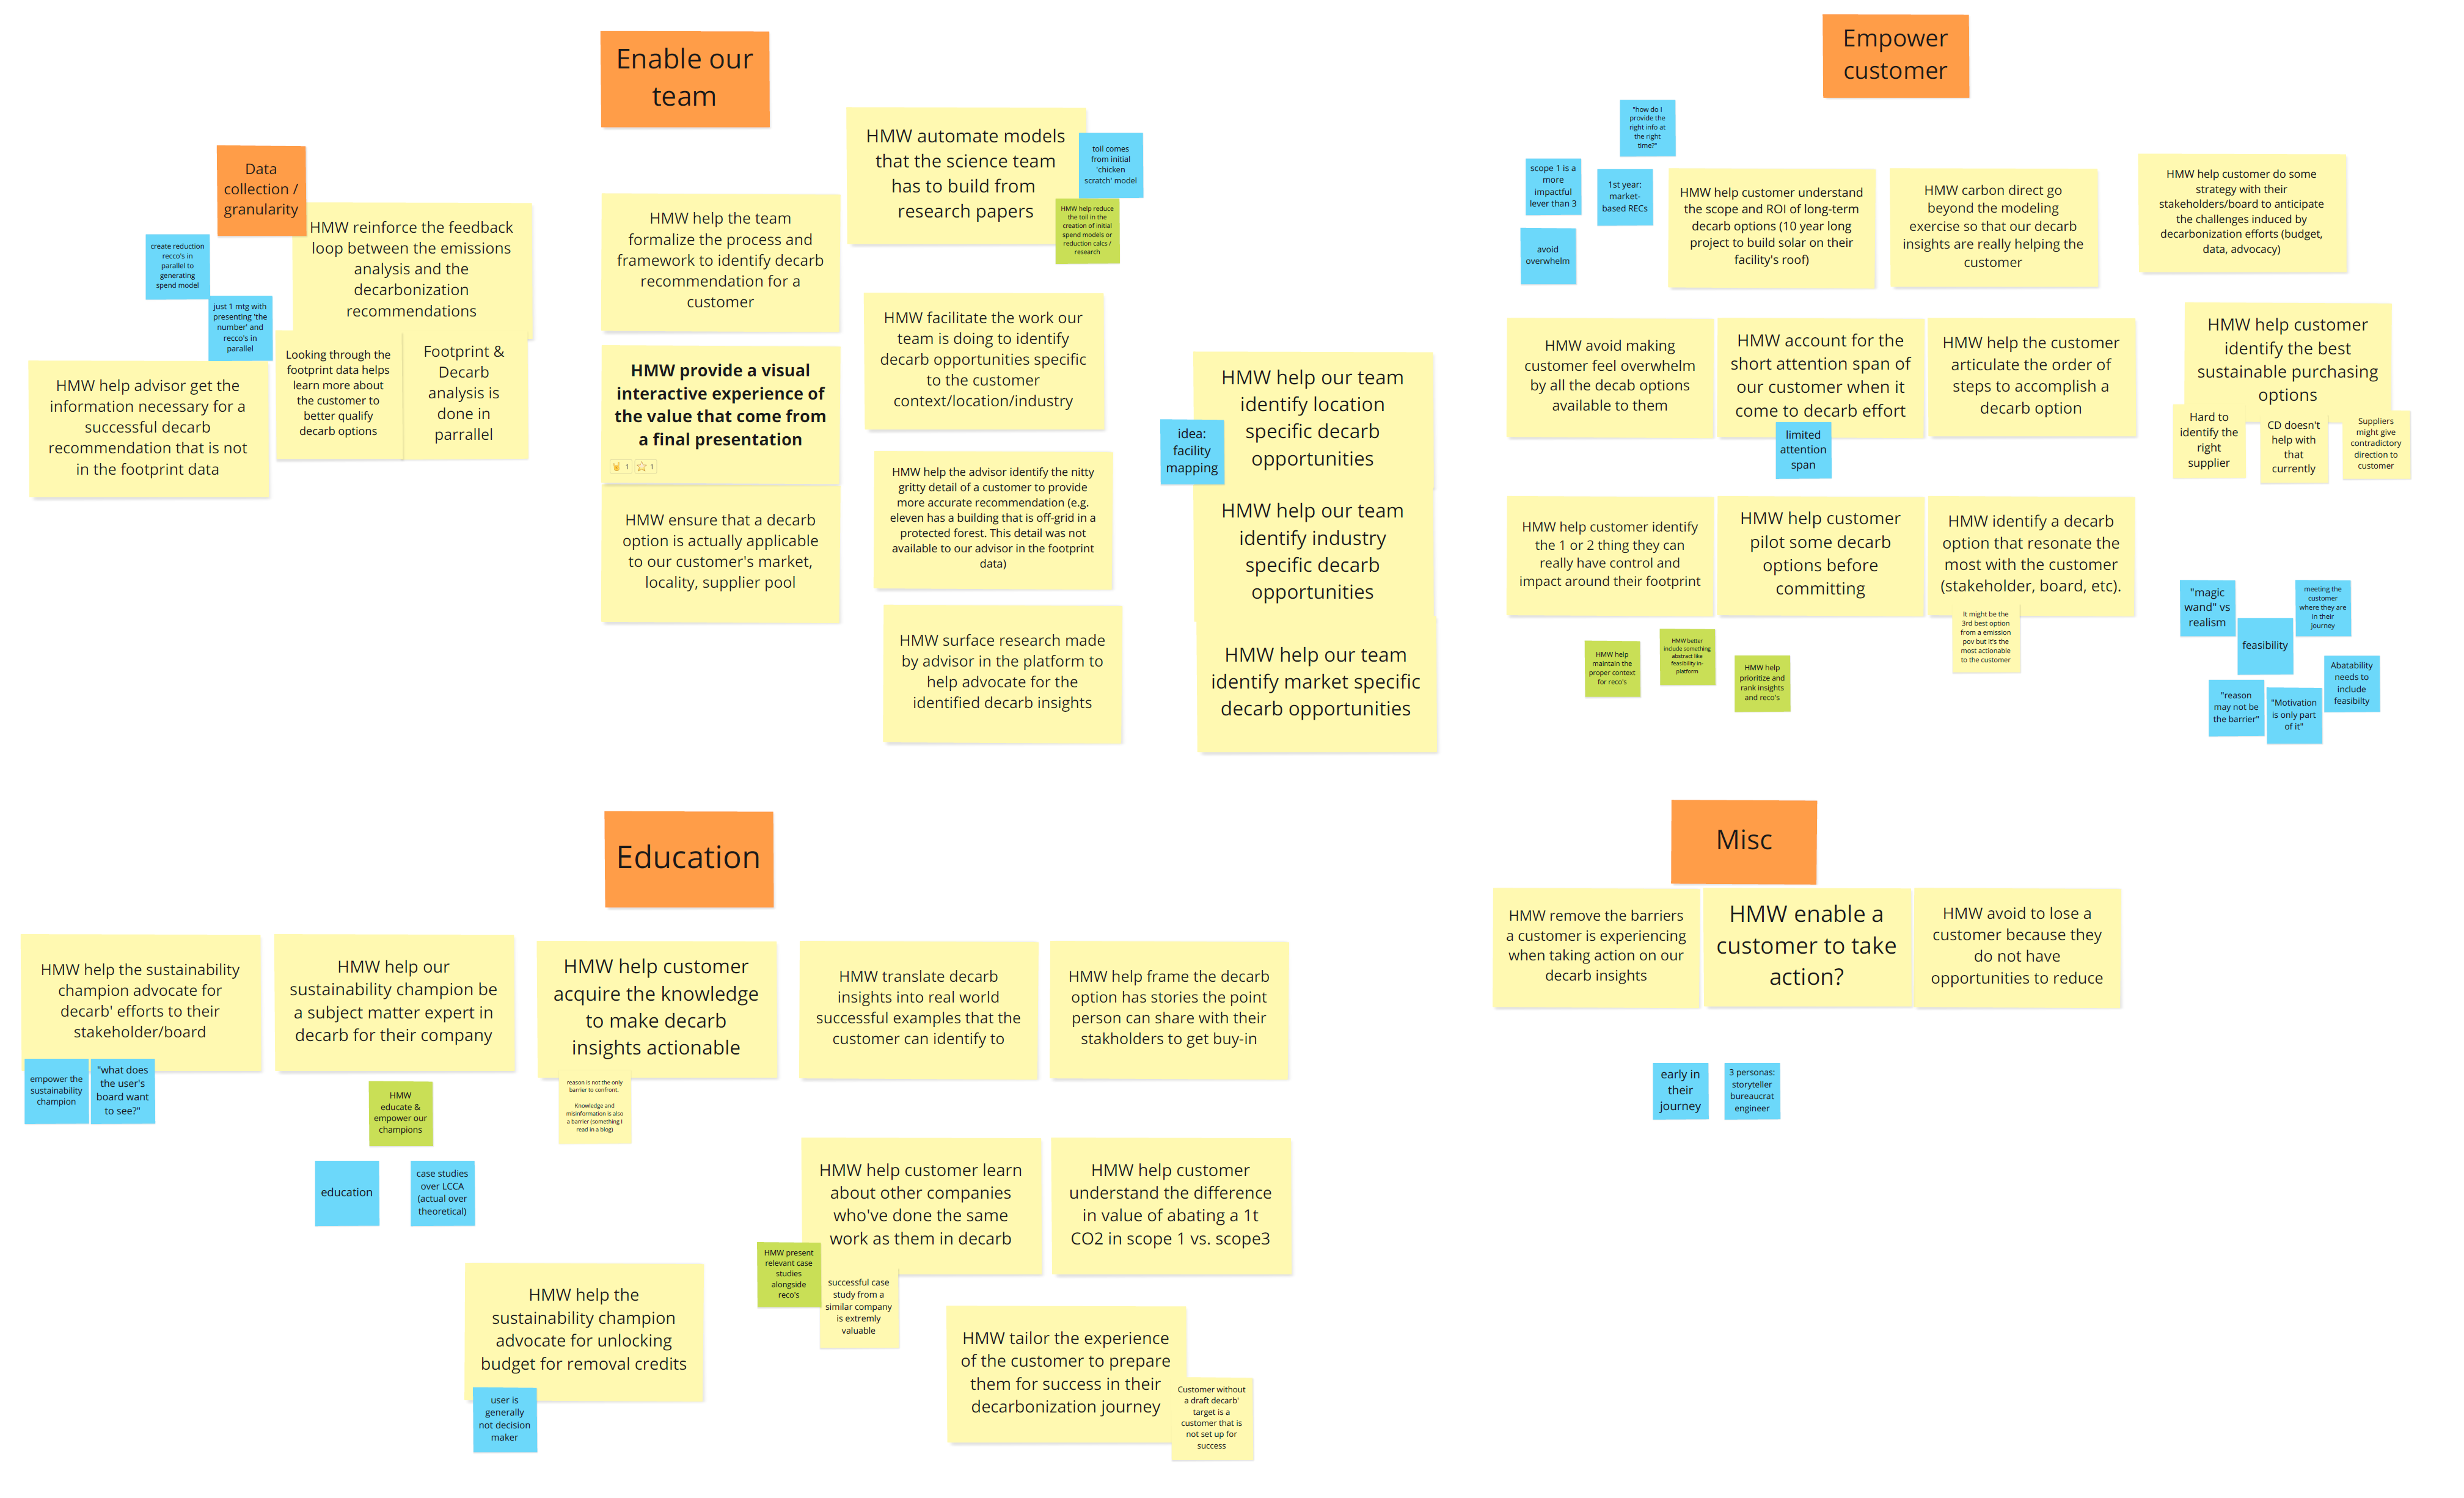 Enable our
team
Data
collection /
granularity
HMW reinforce the feedback
loop between the emissions
analysis and the
decarbonization
recommendations
create reduction
recco's in
parallel to
generating
spend model
just 1 mtg with
presenting 'the
number' and
recco's in
parallel
HMW help advisor get the
information necessary for a
successful decarb
recommendation that is not
in the footprint data
Looking through the
footprint data helps
learn more about
the customer to
better qualify
decarb options
Footprint &
Decarb
analysis is
done in
parrallel
HMW help the team
formalize the process and
framework to identify decarb
recommendation for a
customer
HMW provide a visual
interactive experience of
the value that come from
a final presentation
1
1
HMW ensure that a decarb
option is actually applicable
to our customer's market,
locality, supplier pool
HMW automate models
that the science team
has to build from
research papers
toil comes
from initial
'chicken
scratch' model
HMW help reduce
the toil in the
creation of initial
spend models or
reduction calcs /
research
HMW facilitate the work our
team is doing to identify
decarb opportunities specific
to the customer
context/location/industry
HMW help the advisor identify the nitty
gritty detail of a customer to provide
more accurate recommendation (e.g.
eleven has a building that is off-grid in a
protected forest. This detail was not
available to our advisor in the footprint
data)
HMW surface research made
by advisor in the platform to
help advocate for the
identified decarb insights
idea:
facility
mapping
HMW help our team
identify location
specific decarb
opportunities
HMW help our team
identify industry
specific decarb
opportunities
HMW help our team
identify market specific
decarb opportunities
Empower
customer
"how do I
provide the
right info at
the right
time?"
scope 1 is a
more
impactful
lever than 3
1st year:
market-
based RECs
avoid
overwhelm
HMW help customer understand
the scope and ROI of long-term
decarb options (10 year long
project to build solar on their
facility's roof)
HMW carbon direct go
beyond the modeling
exercise so that our decarb
insights are really helping the
customer
HMW help customer do some
strategy with their
stakeholders/board to anticipate
the challenges induced by
decarbonization efforts (budget,
data, advocacy)
HMW avoid making
customer feel overwhelm
by all the decab options
available to them
HMW account for the
short attention span of
our customer when it
come to decarb effort
limited
attention
span
HMW help the customer
articulate the order of
steps to accomplish a
decarb option
HMW help customer
identify the best
sustainable purchasing
options
Hard to
identify the
right
supplier
CD doesn't
help with
that
currently
Suppliers
might give
contradictory
direction to
customer
HMW help customer identify
the 1 or 2 thing they can
really have control and
impact around their footprint
HMW help customer
pilot some decarb
options before
committing
HMW identify a decarb
option that resonate the
most with the customer
(stakeholder, board, etc).
It might be the
3rd best option
from a emission
pov but it's the
most actionable
to the customer
HMW help
maintain the
proper context
for reco's
HMW better
include something
abstract like
feasibility in-
platform
HMW help
prioritize and
rank insights
and reco's
"magic
wand" vs
realism
meeting the
customer
where they are
in their
journey
feasibility
Abatability
needs to
include
feasibilty
"reason
may not be
the barrier"
"Motivation
is only part
of it"
Education
HMW help the sustainability
champion advocate for
decarb' efforts to their
stakeholder/board
empower the
sustainability
champion
"what does
the user's
board want
to see?"
HMW help our
sustainability champion be
a subject matter expert in
decarb for their company
HMW
educate &
empower our
champions
education
case studies
over LCCA
(actual over
theoretical)
HMW help customer
acquire the knowledge
to make decarb
insights actionable
reason is not the only
barrier to confront.
Knowledge and
misinformation is also
a barrier (something I
read in a blog)
HMW translate decarb
insights into real world
successful examples that the
customer can identify to
HMW help frame the decarb
option has stories the point
person can share with their
stakholders to get buy-in
HMW help customer learn
about other companies
who've done the same
work as them in decarb
HMW present
relevant case
studies
alongside
reco's
successful case
study from a
similar company
is extremly
valuable
HMW help customer
understand the difference
in value of abating a 1t
CO2 in scope 1 vs. scope3
HMW help the
sustainability champion
advocate for unlocking
budget for removal credits
user is
generally
not decision
maker
HMW tailor the experience
of the customer to prepare
them for success in their
decarbonization journey
Customer without
a draft decarb'
target is a
customer that is
not set up for
success
Misc
HMW remove the barriers
a customer is experiencing
when taking action on our
decarb insights
HMW enable a
customer to take
action?
HMW avoid to lose a
customer because they
do not have
opportunities to reduce
early in
their
journey
3 personas:
storyteller
bureaucrat
engineer